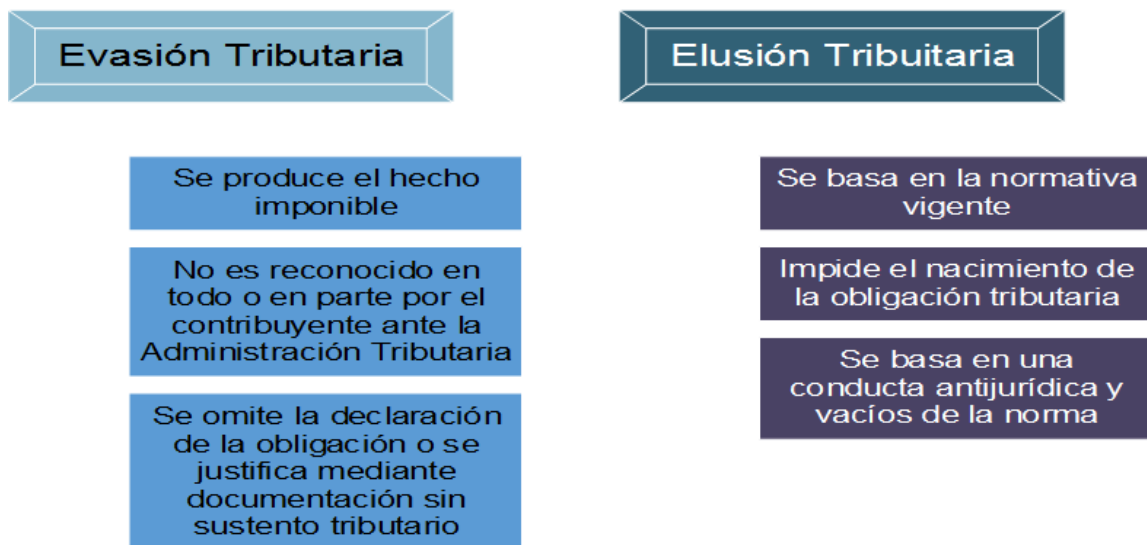 Evasión Tributaria
Se produce el hecho
imponible
No es reconocido en
todo o en parte por el
contribuyente ante la
Administración Tributaria
Se omite la declaración
de la obligación o se
justifica mediante
documentación sin
sustento tributario
Elusión Tribuitaria
Se basa en la normativa
vigente
Impide el nacimiento de
la obligación tributaria
Se basa en una
conducta antijurídica y
vacíos de la norma